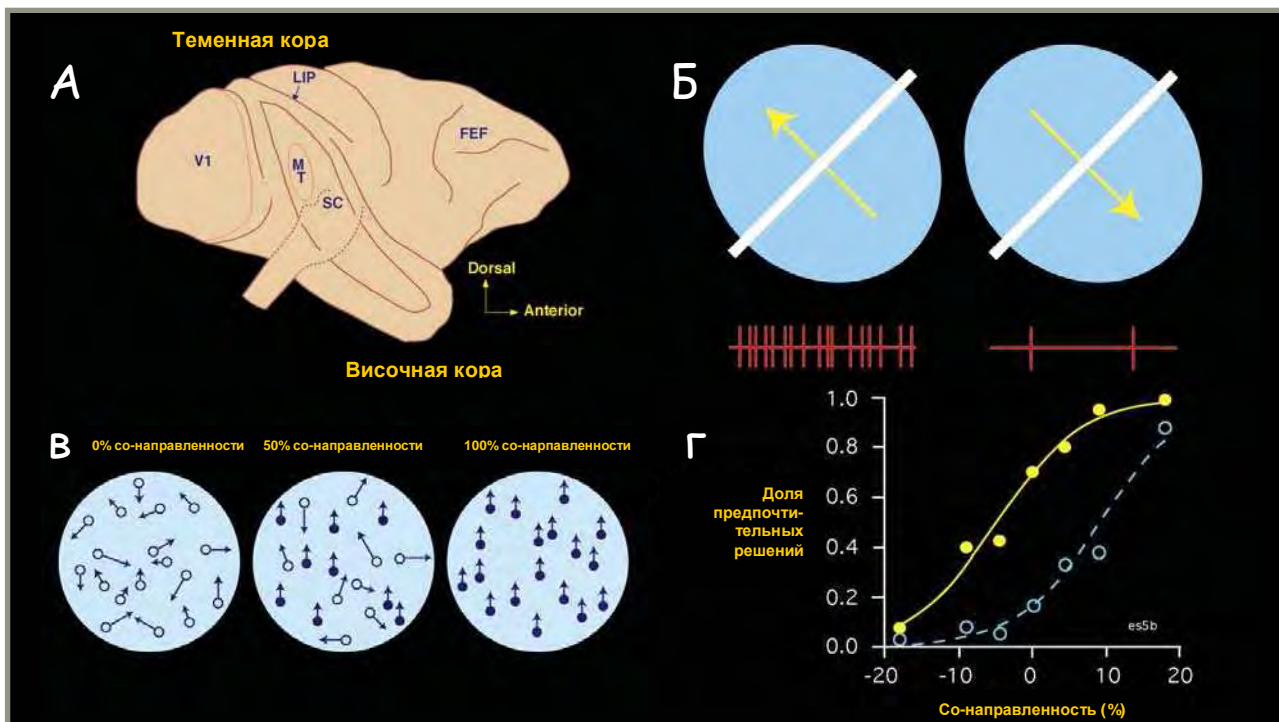 Теменная кора
А
LIP
FEF
V1
M
T
SC
Dorsal
Anterior
Височная кора
Б
В
0% со-направленности
50% со-направленности
100% со-нарпавленности
Г
Доля
предпочти-
тельных
решений
1.0
0.8
0.6
0.4
0.2
0.0
es5b
-20
-10
0
10
20
Со-направленность (%)